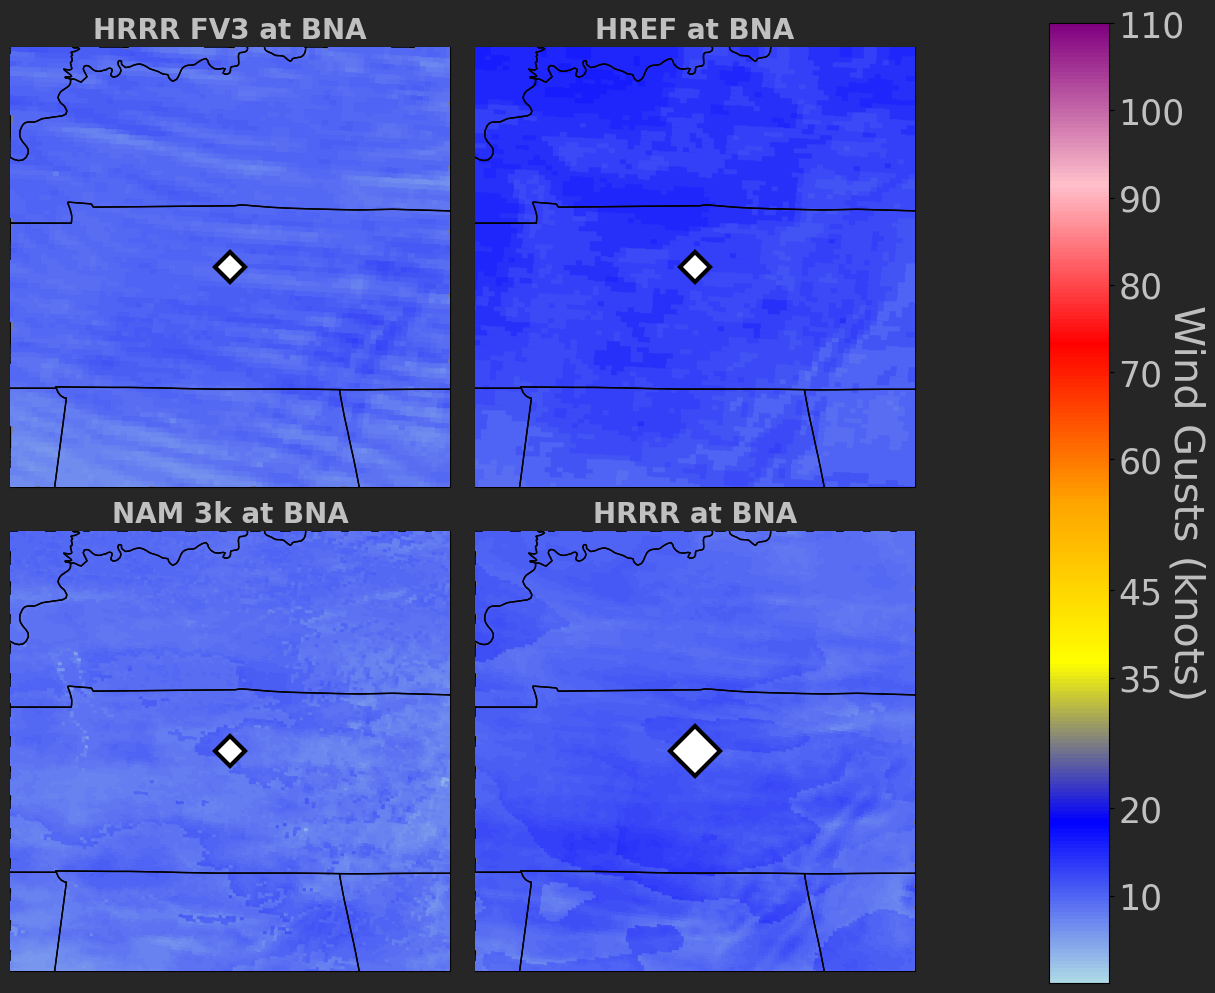 HRRR FV3 at BNA
HREF at BNA
NAM 3k at BNA
HRRR at BNA
110
100
90
80
70
60
45
35
20
10
Wind Gusts (knots)